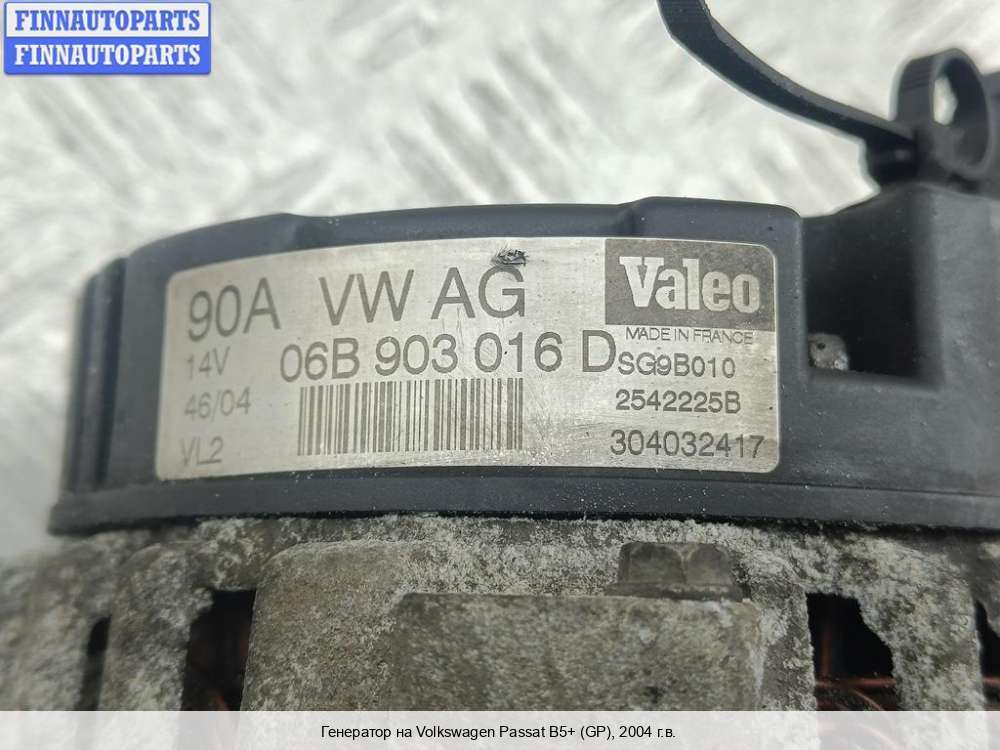 FINNAUTOPARTS
FINNAUTOPARTS
90A VW AG
Valeo
MADE IN FRANCE
14V
06B 903 016 D
SG9B010
46/04
2542225B
VL2
304032417
Генератор на Volkswagen Passat B5+ (GP), 2004 г.в.